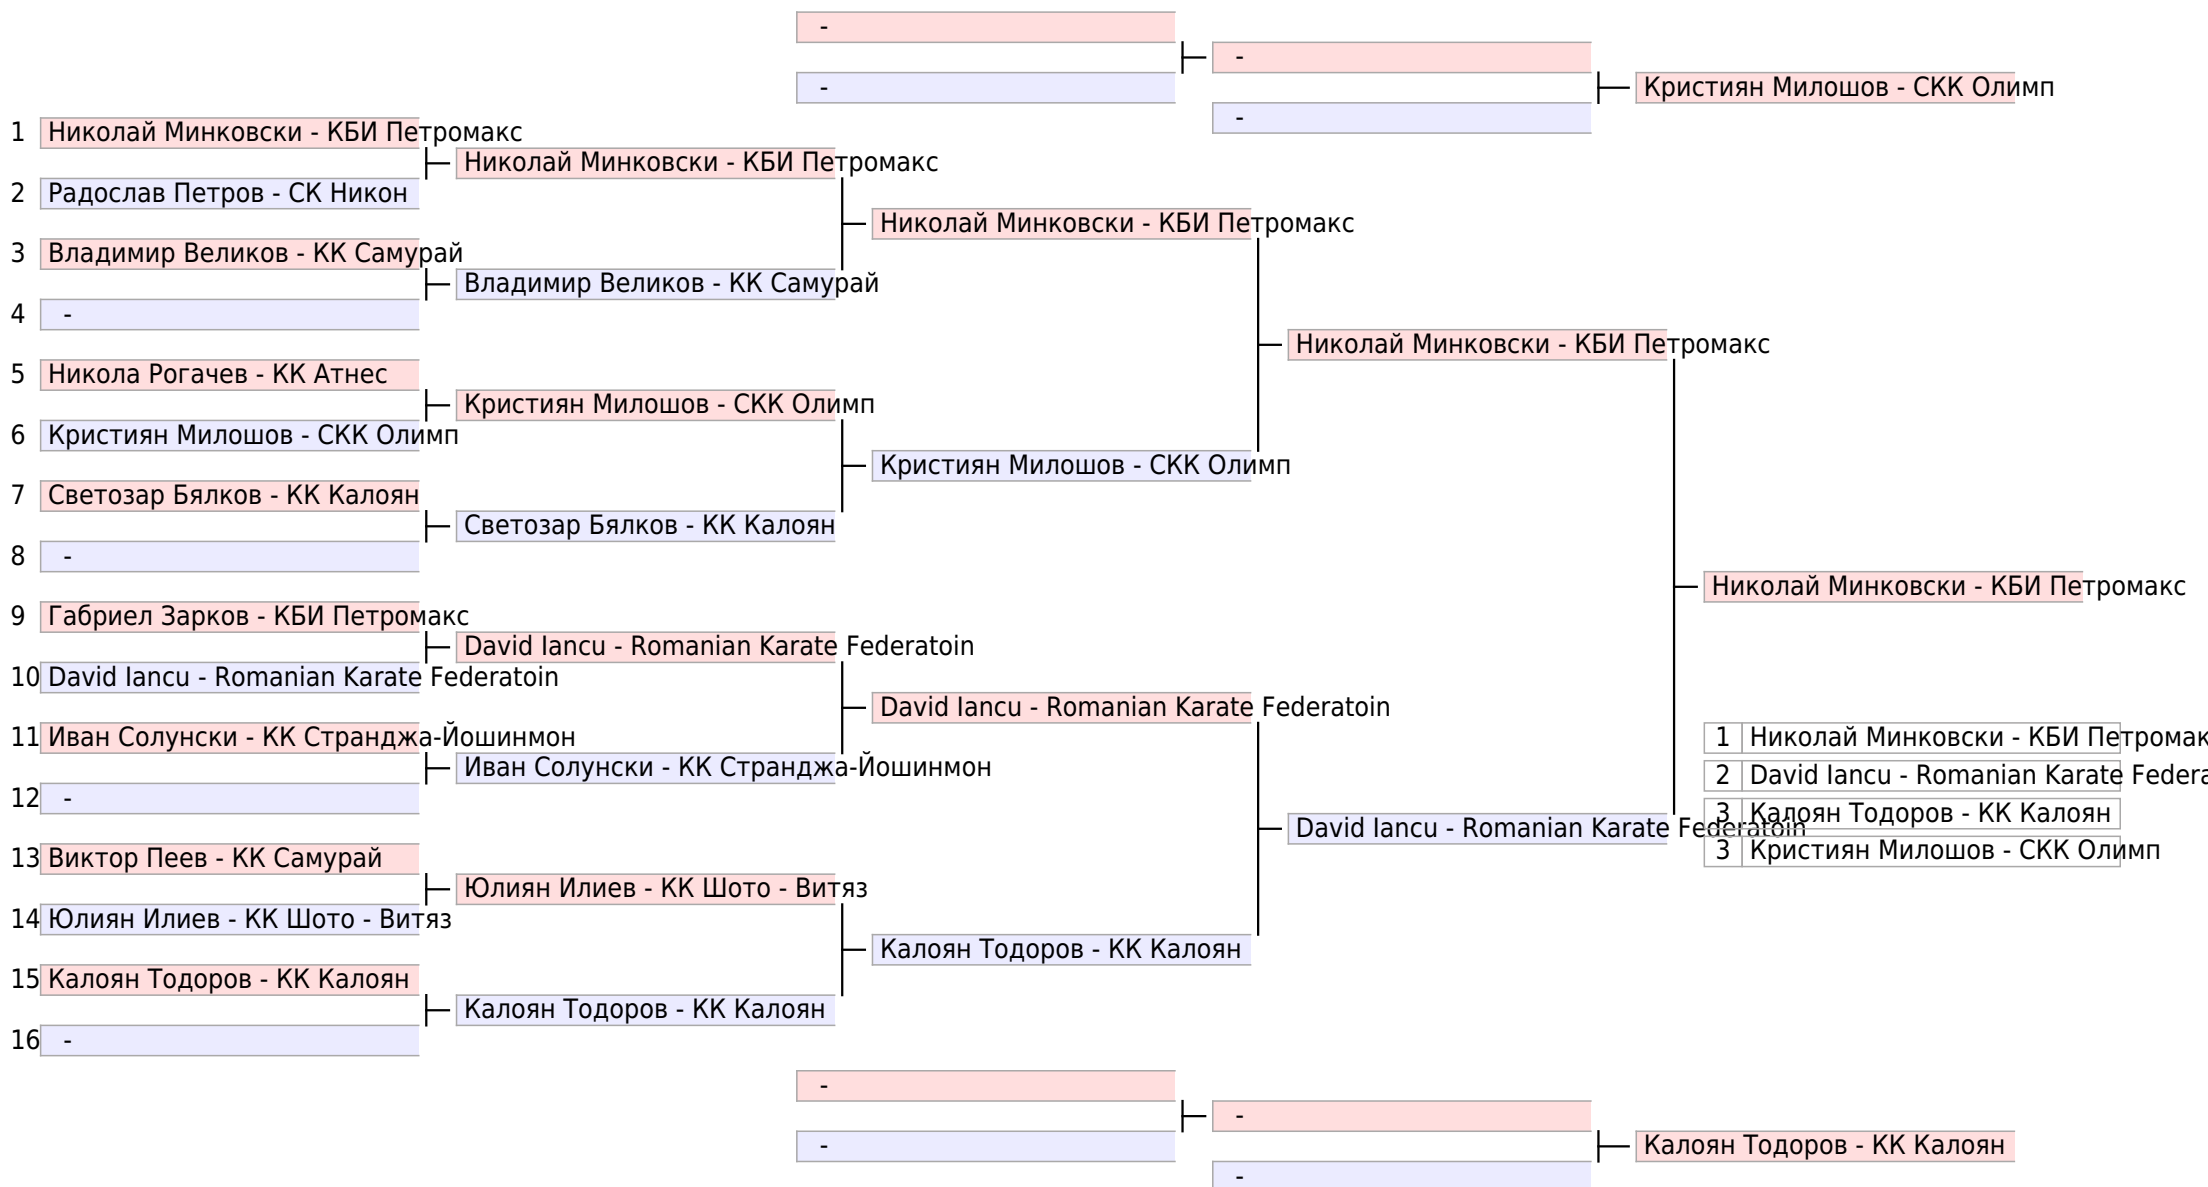 -
-
-
-
Кристиян Милошов - СКК Олимп
1 Николай Минковски - КБИ Петромакс
2 Радослав Петров - СК Никон
3 Владимир Великов - КК Самурай
4 -
5 Никола Рогачев - КК Атнес
6 Кристиян Милошов - СКК Олимп
7 Светозар Бялков - КК Калоян
8 -
9 Габриел Зарков - КБИ Петромакс
10 David Iancu - Romanian Karate Federatoin
11 Иван Солунски - КК Странджа-Йошинмон
12 -
13 Виктор Пеев - КК Самурай
14 Юлиян Илиев - КК Шото - Витяз
15 Калоян Тодоров - КК Калоян
16 -
Николай Минковски - КБИ Петромакс
Владимир Великов - КК Самурай
Кристиян Милошов - СКК Олимп
Светозар Бялков - КК Калоян
David Iancu - Romanian Karate Federatoin
Иван Солунски - КК Странджа-Йошинмон
Юлиян Илиев - КК Шото - Витяз
Калоян Тодоров - КК Калоян
Николай Минковски - КБИ Петромакс
Кристиян Милошов - СКК Олимп
David Iancu - Romanian Karate Federatoin
Калоян Тодоров - КК Калоян
Николай Минковски - КБИ Петромакс
David Iancu - Romanian Karate Federatoin
Николай Минковски - КБИ Петромакс
1 Николай Минковски - КБИ Петромак
2 David Iancu - Romanian Karate Federa
3 Калоян Тодоров - КК Калоян
3 Кристиян Милошов - СКК Олимп
-
-
-
-
Калоян Тодоров - КК Калоян